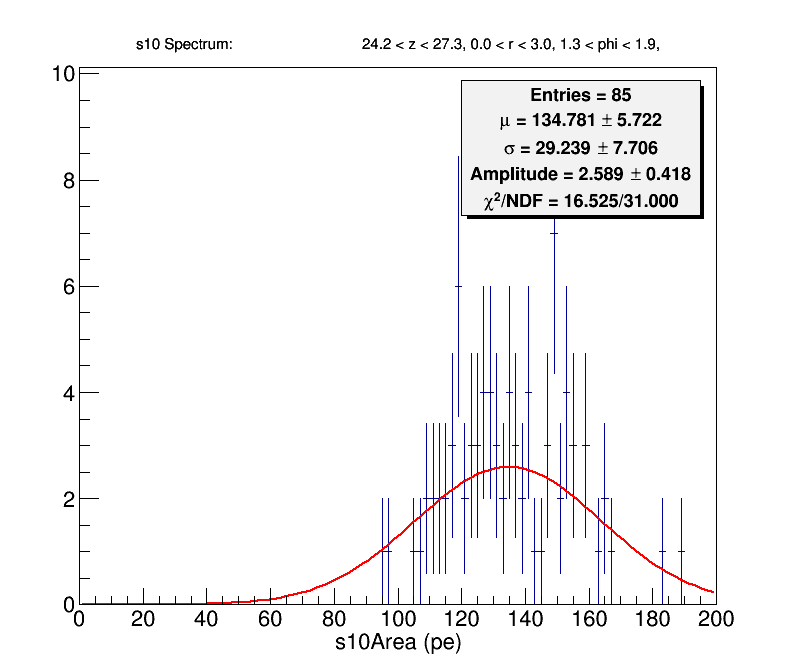 s10 Spectrum: 24.2 < z < 27.3, 0.0 < r < 3.0, 1.3 < phi < 1.9,
Entries = 85
μ = 134.781 ± 5.722
σ = 29.239 ± 7.706
Amplitude = 2.589 ± 0.418
χ²/NDF = 16.525/31.000
10
8
6
4
2
0
0 20 40 60 80 100 120 140 160 180 200
s10Area (pe)